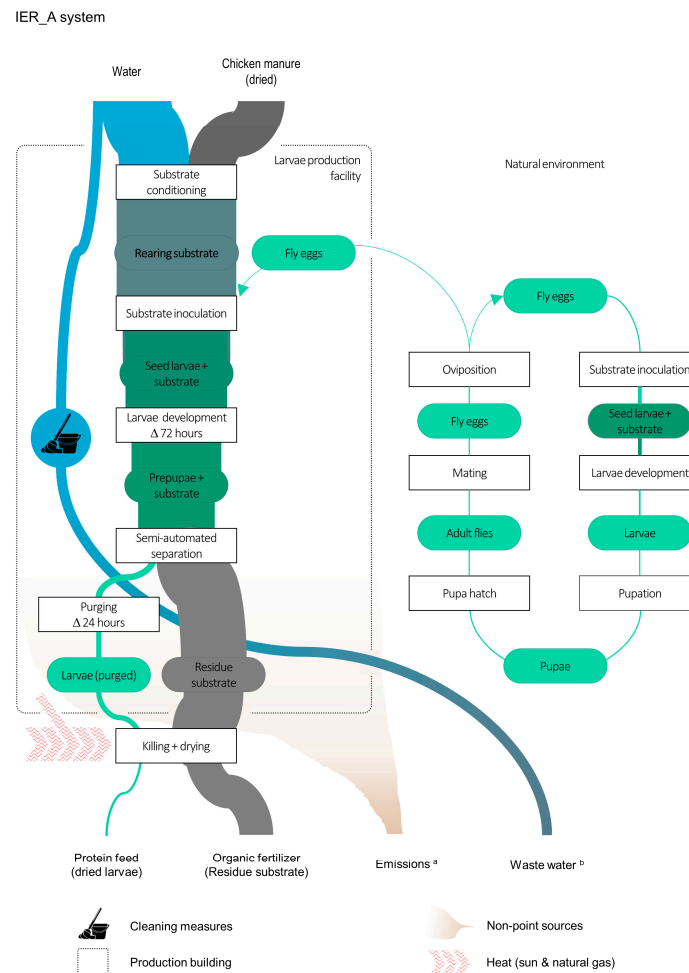 IER_A system
Water
Chicken manure
(dried)
Larvae production
facility
Natural environment
Substrate
conditioning
Rearing substrate
Fly eggs
Fly eggs
Substrate inoculation
Seed larvae +
substrate
Oviposition
Substrate inoculation
Larvae development
Δ 72 hours
Fly eggs
Seed larvae +
substrate
Prepupae +
substrate
Mating
Larvae development
Semi-automated
separation
Adult flies
Larvae
Purging
Δ 24 hours
Pupa hatch
Pupation
Larvae (purged)
Residue
substrate
Pupae
Killing + drying
Protein feed
(dried larvae)
Organic fertilizer
(Residue substrate)
Emissions a
Waste water b
Cleaning measures
Non-point sources
Production building
Heat (sun & natural gas)